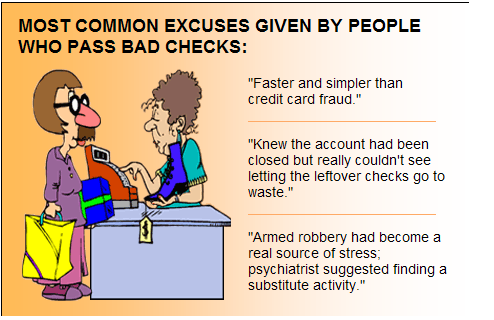 MOST COMMON EXCUSES GIVEN BY PEOPLE
WHO PASS BAD CHECKS:
"Faster and simpler than
credit card fraud."
"Knew the account had been
closed but really couldn't see
letting the leftover checks go to
waste."
"Armed robbery had become a
real source of stress;
psychiatrist suggested finding a
substitute activity."